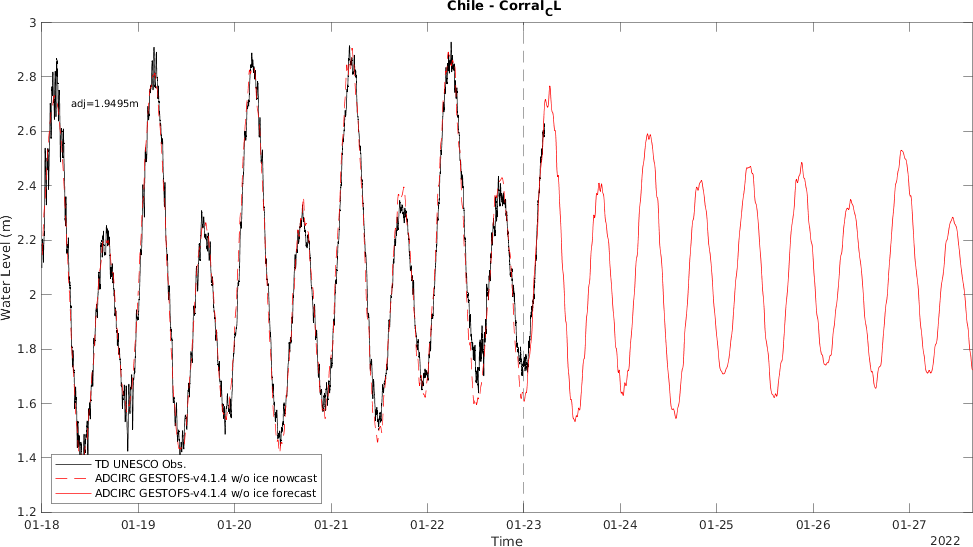 Chile - Corral_CL
3
2.8
2.6
2.4
2.2
2
1.8
1.6
1.4
1.2
Water Level (m)
adj=1.9495m
TD UNESCO Obs.
ADCIRC GESTOFS-v4.1.4 w/o ice nowcast
ADCIRC GESTOFS-v4.1.4 w/o ice forecast
01-18 01-19 01-20 01-21 01-22 01-23 01-24 01-25 01-26 01-27
Time
2022